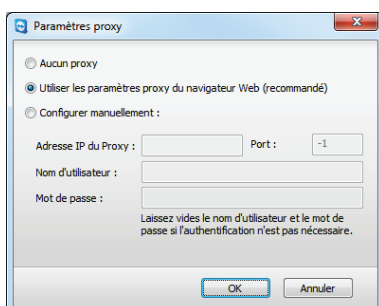 Paramètres proxy
Aucun proxy
Utiliser les paramètres proxy du navigateur Web (recommandé)
Configurer manuellement :
Adresse IP du Proxy : Port : -1
Nom d'utilisateur :
Mot de passe :
Laissez vides le nom d'utilisateur et le mot de
passe si l'authentification n'est pas nécessaire.
OK Annuler